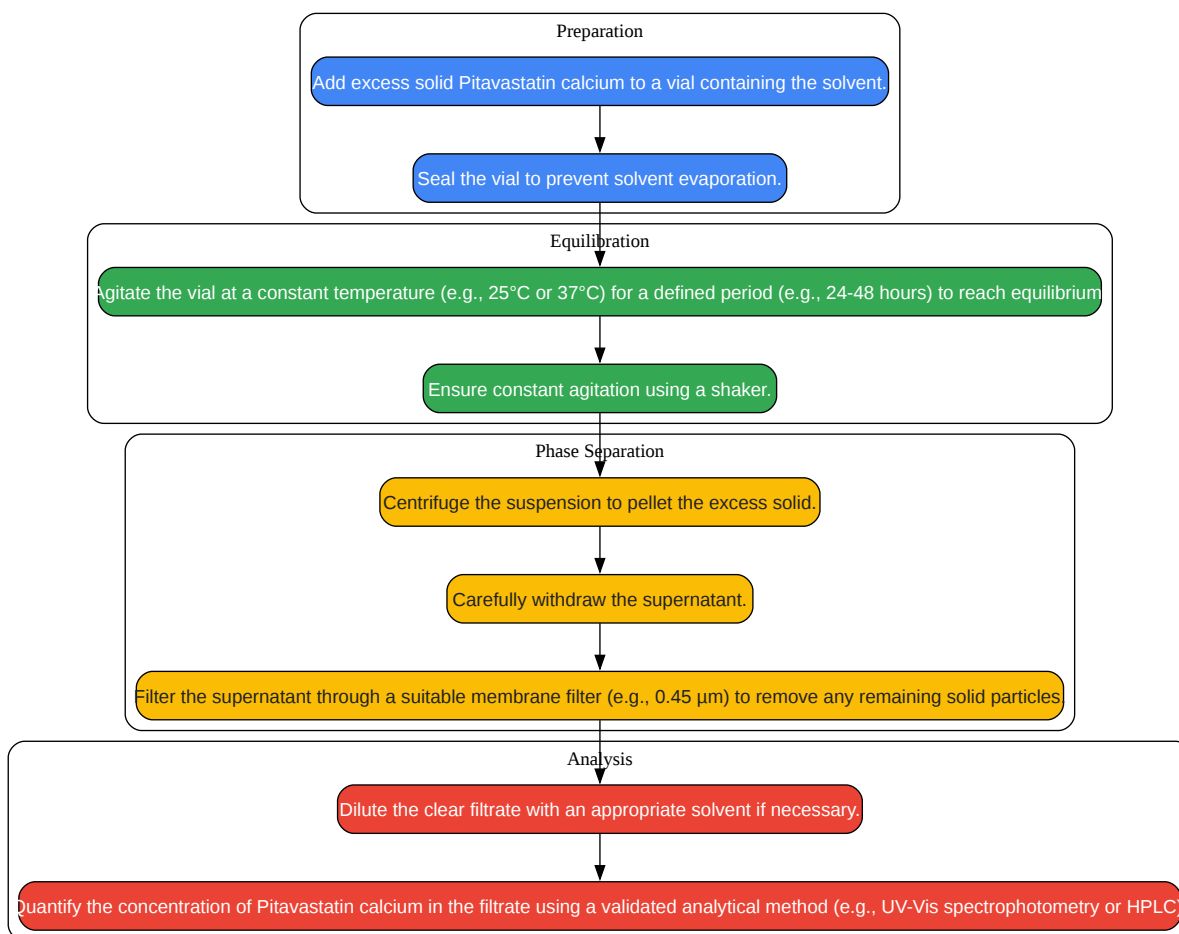 Preparation
Add excess solid Pitavastatin calcium to a vial containing the solvent.
Seal the vial to prevent solvent evaporation.
Equilibration
Agitate the vial at a constant temperature (e.g., 25°C or 37°C) for a defined period (e.g., 24-48 hours) to reach equilibrium
Ensure constant agitation using a shaker.
Phase Separation
Centrifuge the suspension to pellet the excess solid.
Carefully withdraw the supernatant.
Filter the supernatant through a suitable membrane filter (e.g., 0.45 µm) to remove any remaining solid particles.
Analysis
Dilute the clear filtrate with an appropriate solvent if necessary.
Quantify the concentration of Pitavastatin calcium in the filtrate using a validated analytical method (e.g., UV-Vis spectrophotometry or HPLC)